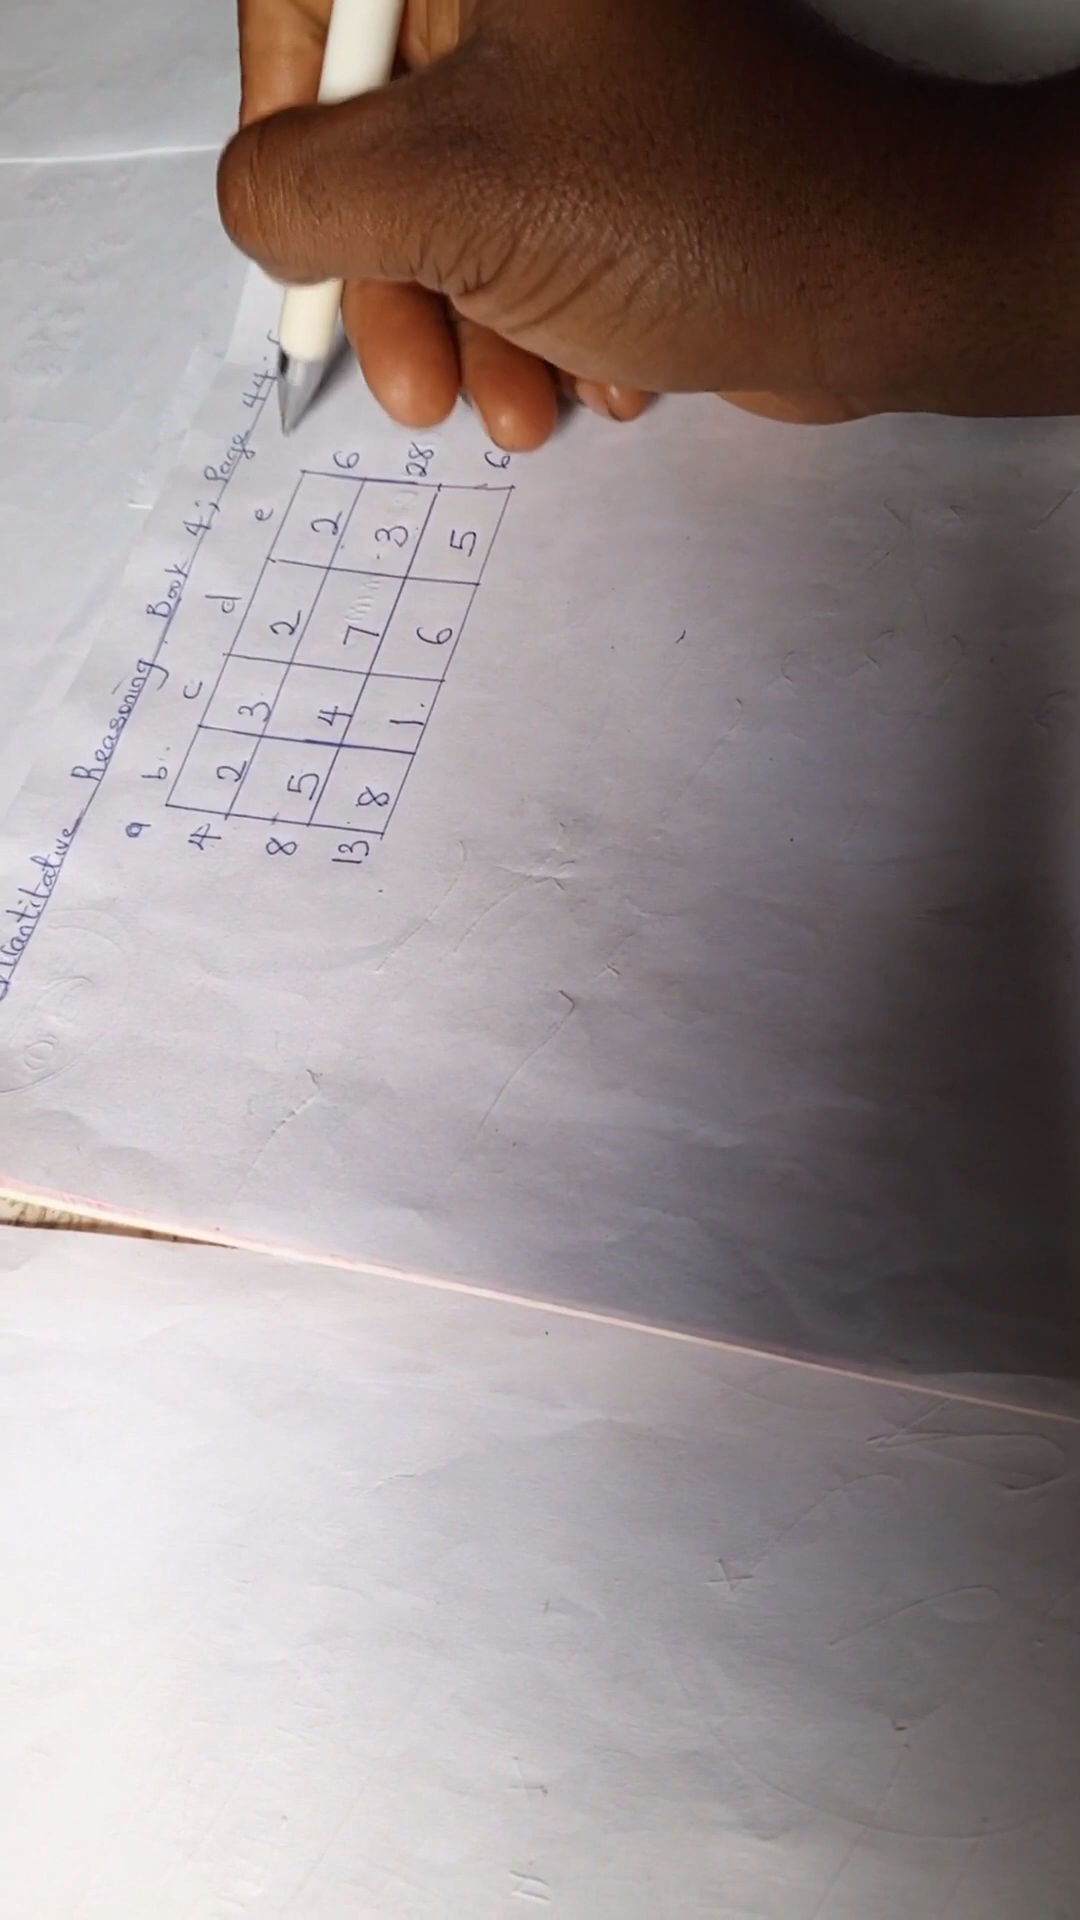 Quantitative Reasoning Book 4; Page 44.
a b c d e
4 2 3 2 2 6
8 5 4 7 3 28
13 8 1 6 5 6